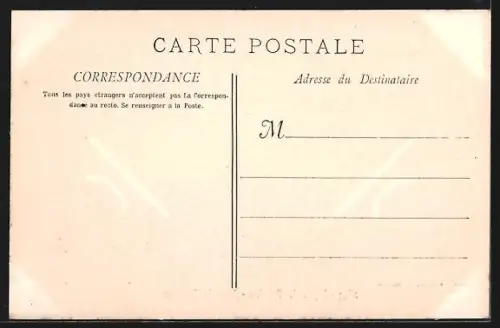 CARTE POSTALE
CORRESPONDANCE
Tous les pays étrangers n'acceptent pas la Correspon-
dance au recto. Se renseigner à la Poste.
Adresse du Destinataire
M